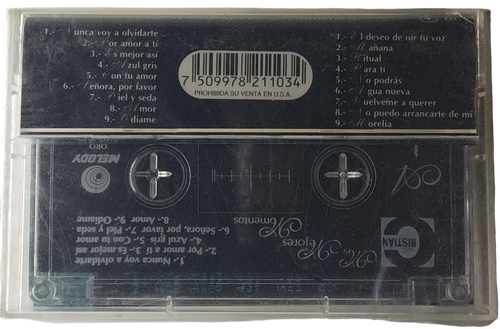 1.- Nunca voy a olvidarte
2.- Por amor a tí
3.- Es mejor así
4.- Azul gris
5.- Con tu amor
6.- Señora, por favor
7.- Piel y seda
8.- Amor
9.- Odiame
7 509978 211034
PROHIBIDA SU VENTA EN U.S.A.
1.- El deseo de oír tu voz
2.- Mañana
3.- Ritual
4.- Para tí
5.- No podrás
6.- Agua nueva
7.- Vuelveme a querer
8.- No puedo arrancarte de mí
9.- Morelia
A
CRISTIAN
Mis Mejores Momentos
MELODY
ORO
1.- Nunca voy a olvidarte
2.- Por amor a tí 3.- Es mejor así
4.- Azul gris 5.- Con tu amor
6.- Señora, por favor 7.- Piel y seda
8.- Amor 9.- Odiame